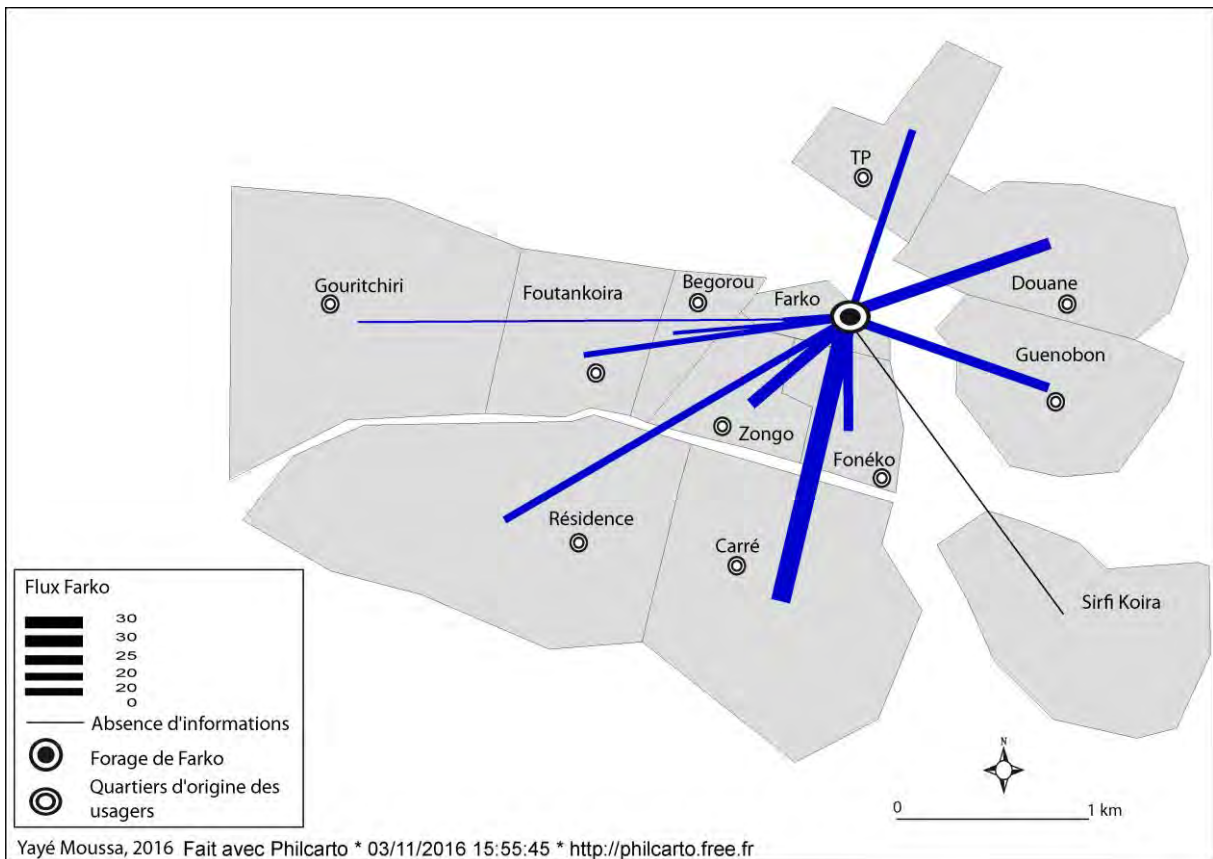 TP
Gouritchiri
Foutankoira
Begorou
Farko
Douane
Guenobon
Zongo
Fonéko
Résidence
Carré
Sirfi Koira
Flux Farko
30
30
25
20
20
0
Absence d'informations
Forage de Farko
Quartiers d'origine des
usagers
N
0
1 km
Yayé Moussa, 2016 Fait avec Philcarto * 03/11/2016 15:55:45 * http://philcarto.free.fr